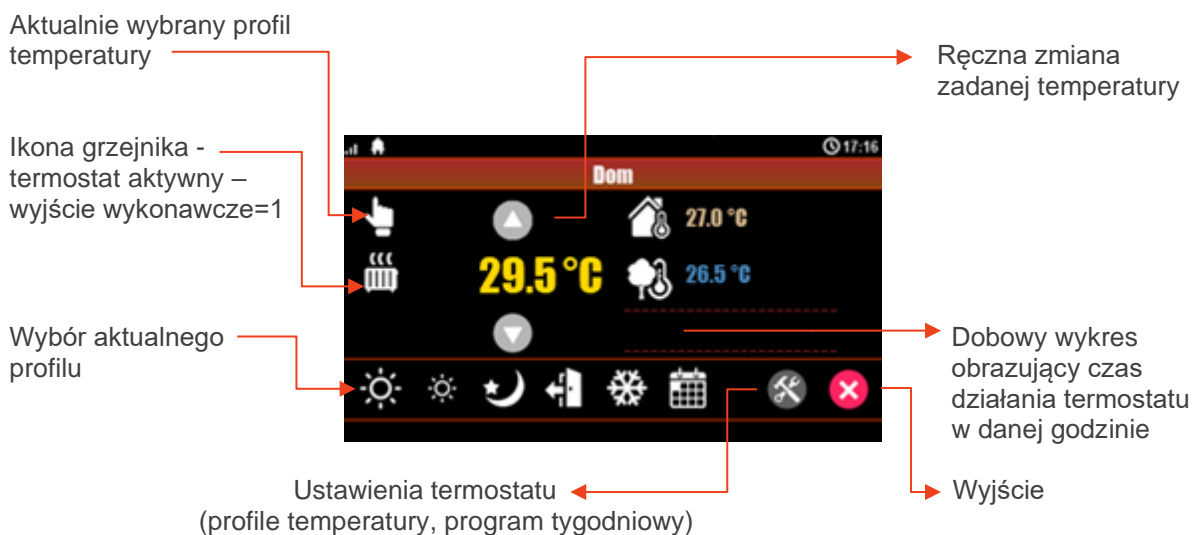 Aktualnie wybrany profil
temperatury
Ręczna zmiana
zadanej temperatury
Ikona grzejnika -
termostat aktywny –
wyjście wykonawcze=1
17:16
Dom
27.0 °C
29.5 °C
26.5 °C
Wybór aktualnego
profilu
Dobowy wykres
obrazujący czas
działania termostatu
w danej godzinie
Ustawienia termostatu
(profile temperatury, program tygodniowy)
Wyjście